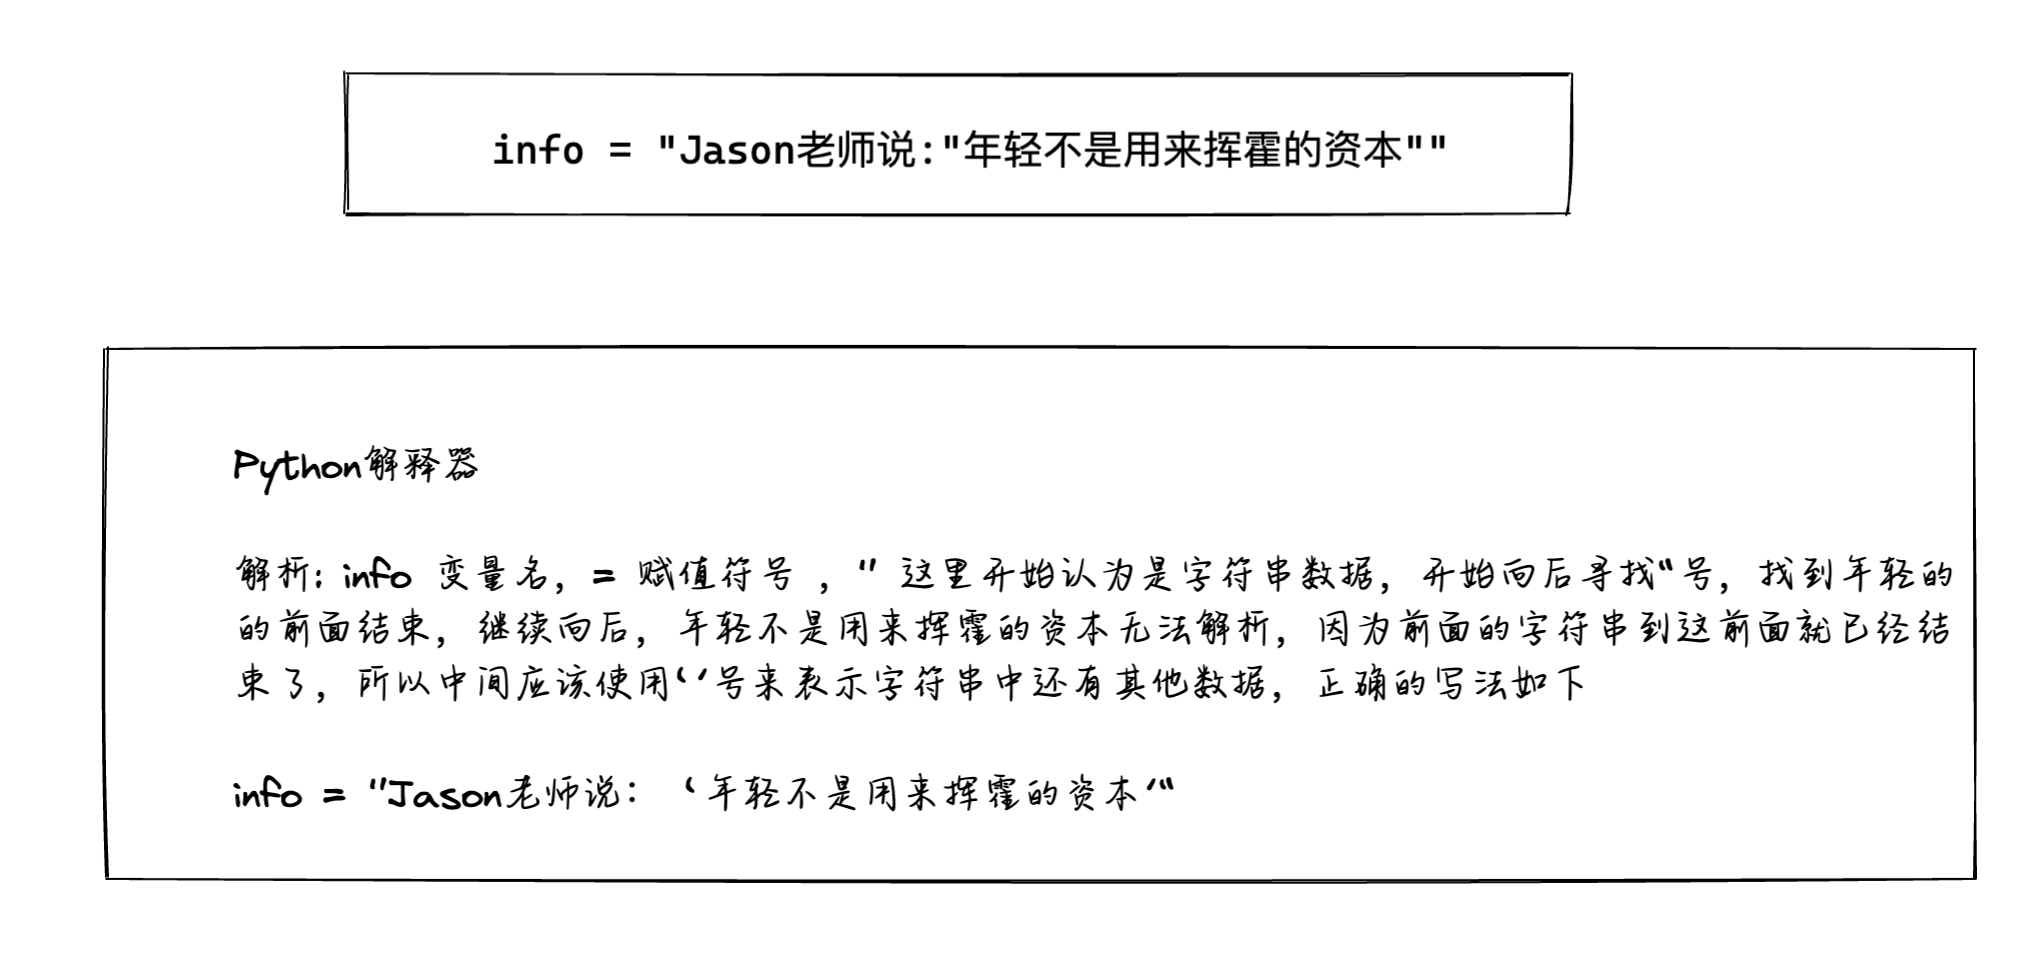 info = "Jason老师说:"年轻不是用来挥霍的资本""
Python解释器
解析: info 变量名, = 赋值符号 , " 这里开始认为是字符串数据, 开始向后寻找“号, 找到年轻的
的前面结束, 继续向后, 年轻不是用来挥霍的资本无法解析, 因为前面的字符串到这前面就已经结
束了, 所以中间应该使用‘’号来表示字符串中还有其他数据, 正确的写法如下
info = "Jason老师说: ‘年轻不是用来挥霍的资本’“